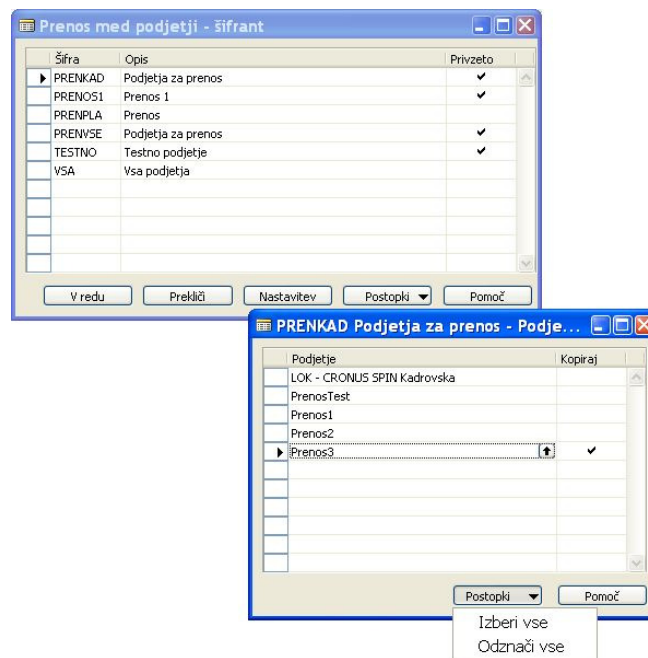 Prenos med podjetji - šifrant
Šifra Opis Privzeto
PRENKAD Podjetja za prenos
PRENOS1 Prenos 1
PRENPLA Prenos
PRENVSE Podjetja za prenos
TESTNO Testno podjetje
VSA Vsa podjetja
V redu Prekliči Nastavitev Postopki Pomoč
PRENKAD Podjetja za prenos - Podje...
Podjetje Kopiraj
LOK - CRONUS SPIN Kadrovska
PrenosTest
Prenos1
Prenos2
Prenos3
Postopki Pomoč
Izberi vse
Odznači vse